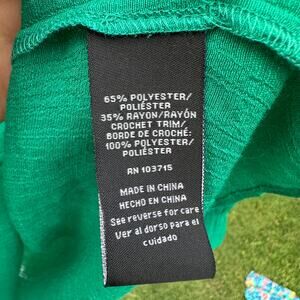 65% POLYESTER/
POLIÉSTER
35% RAYON/RAYÓN
CROCHET TRIM/
BORDE DE CROCHÉ:
100% POLYESTER/
POLIÉSTER
RN 103715
MADE IN CHINA
HECHO EN CHINA
See reverse for care
Ver al dorso para el
cuidado